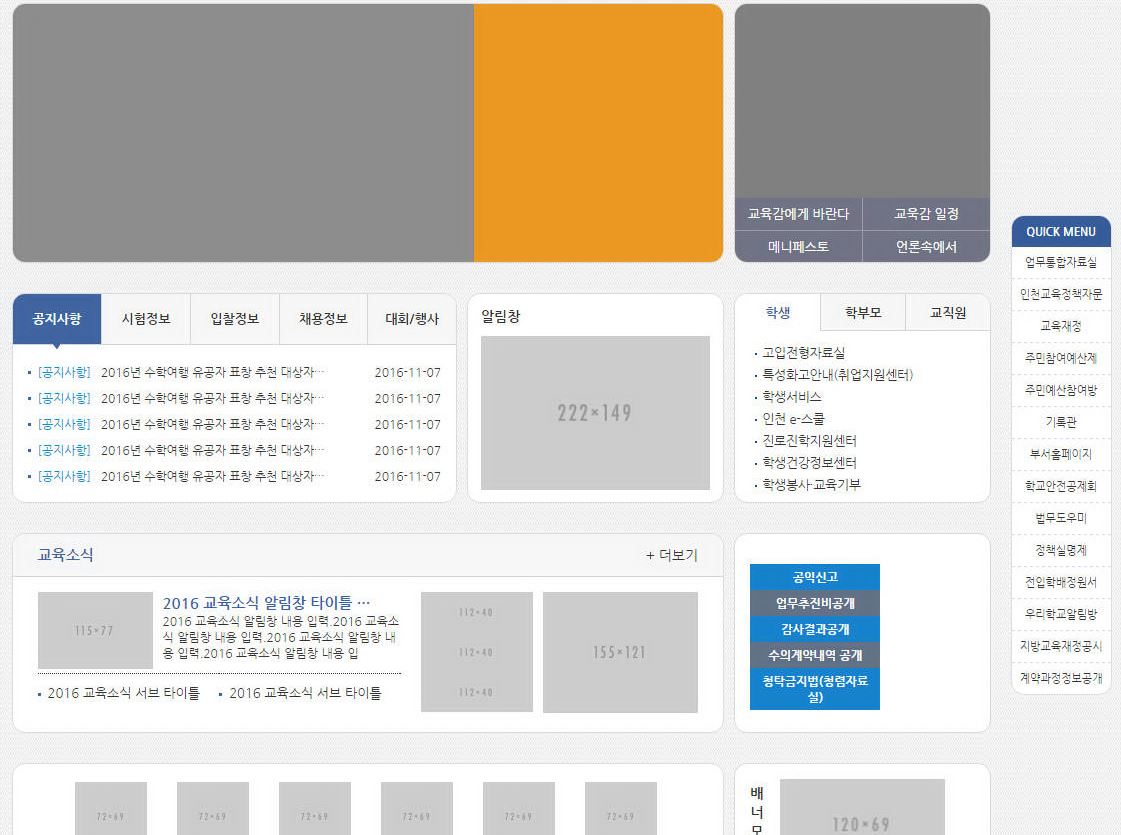 교육감에게 바란다
교육감 일정
메니페스토
언론속에서
QUICK MENU
업무통합자료실
인천교육정책자문
교육재정
주민참여예산제
주민예산참여방
기록관
부서홈페이지
학교안전공제회
법무도우미
정책실명제
전입학배정원서
우리학교알림방
지방교육재정공시
계약과정정보공개
공지사항
시험정보
입찰정보
채용정보
대회/행사
[공지사항] 2016년 수학여행 유공자 표창 추천 대상자… 2016-11-07
[공지사항] 2016년 수학여행 유공자 표창 추천 대상자… 2016-11-07
[공지사항] 2016년 수학여행 유공자 표창 추천 대상자… 2016-11-07
[공지사항] 2016년 수학여행 유공자 표창 추천 대상자… 2016-11-07
[공지사항] 2016년 수학여행 유공자 표창 추천 대상자… 2016-11-07
알림창
222×149
학생
학부모
교직원
고입전형자료실
특성화고안내(취업지원센터)
학생서비스
인천 e-스쿨
진로진학지원센터
학생건강정보센터
학생봉사·교육기부
교육소식
+ 더보기
115×77
2016 교육소식 알림창 타이틀 …
2016 교육소식 알림창 내용 입력.2016 교육소
식 알림창 내용 입력.2016 교육소식 알림창 내
용 입력.2016 교육소식 알림창 내용 입
2016 교육소식 서브 타이틀
2016 교육소식 서브 타이틀
112×40
112×40
112×40
155×121
공익신고
업무추진비공개
감사결과공개
수의계약내역 공개
청탁금지법(청렴자료
실)
72×69
72×69
72×69
72×69
72×69
72×69
배
너
모
120×69